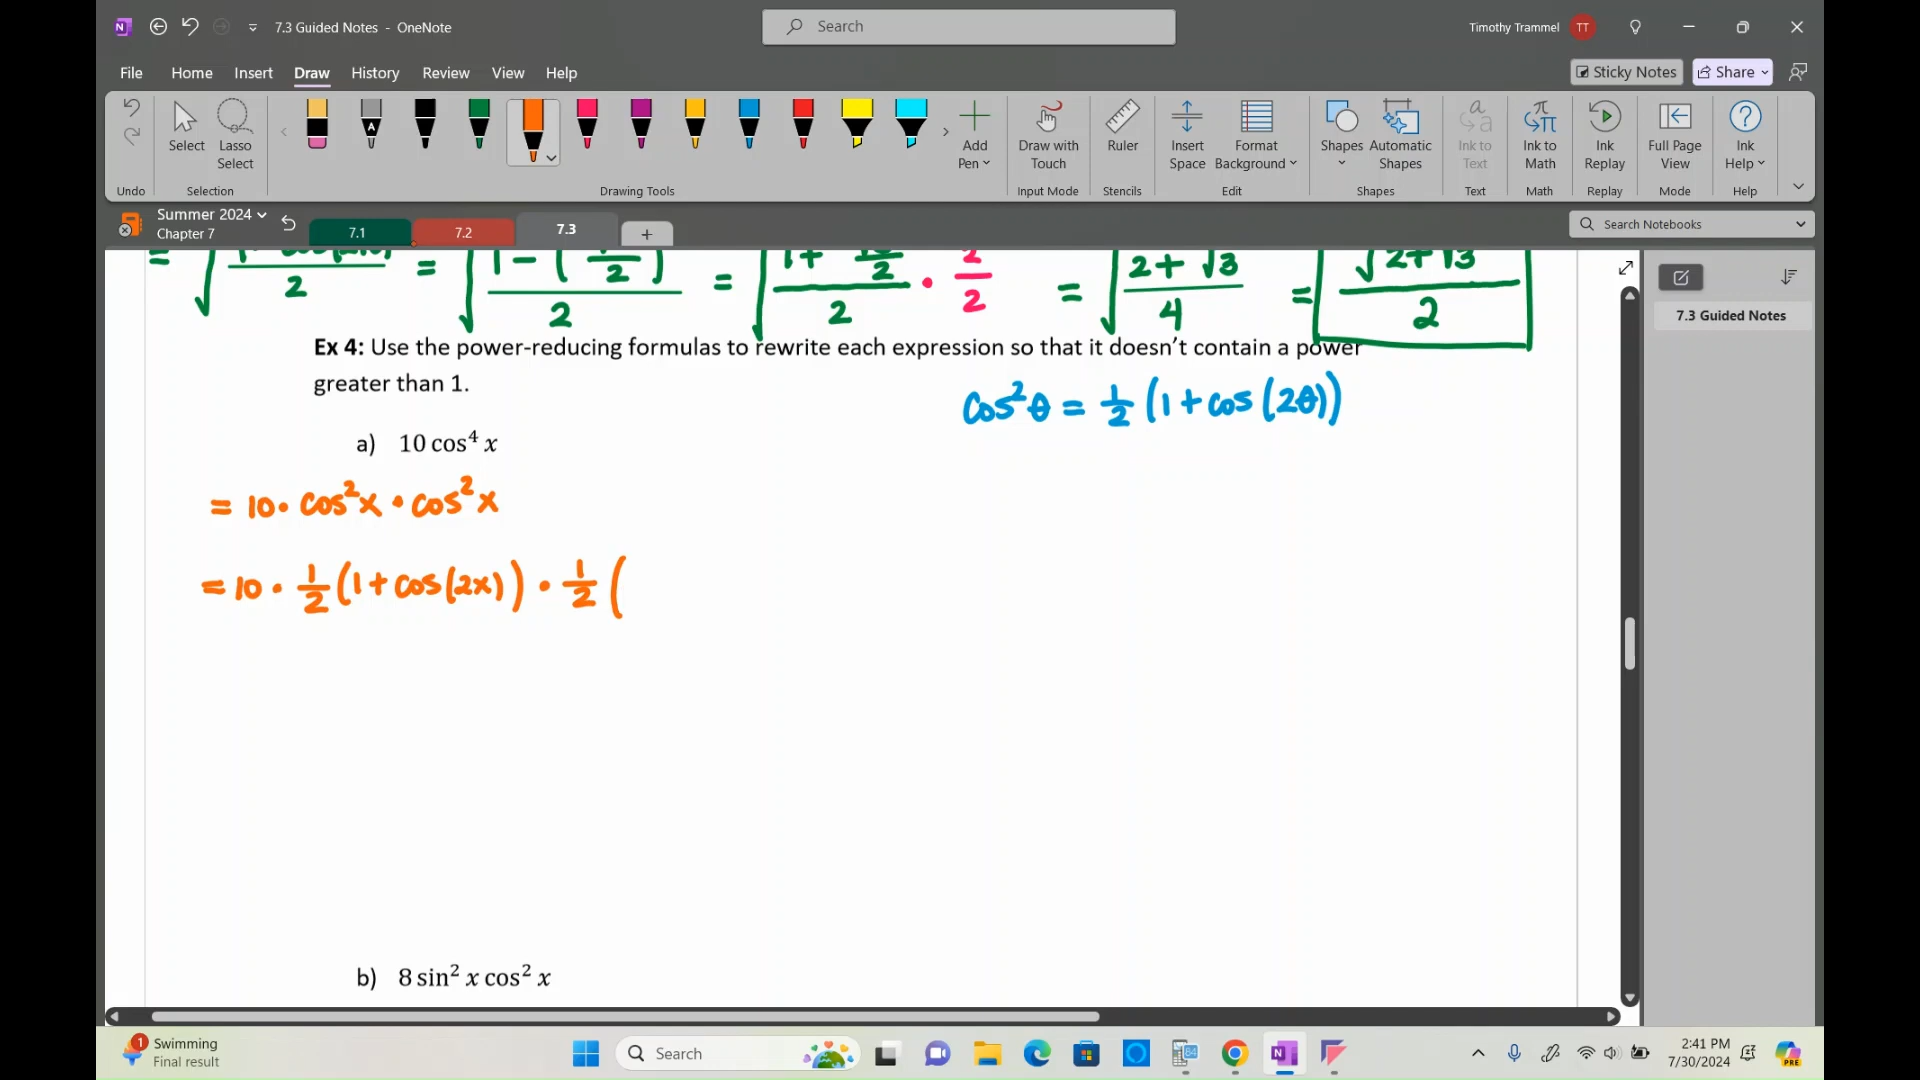 7.3 Guided Notes - OneNote
Search
Timothy Trammel TT
File Home Insert Draw History Review View Help
Sticky Notes Share
Select Lasso Select
Add Pen
Draw with Touch
Ruler
Insert Space
Format Background
Shapes
Automatic Shapes
Ink to Text
Ink to Math
Ink Replay
Full Page View
Ink Help
Undo Selection Drawing Tools Input Mode Stencils Edit Shapes Text Math Replay Mode Help
Summer 2024
Chapter 7
7.1 7.2 7.3 +
Search Notebooks
7.3 Guided Notes
= √(2+√3)/4 = √(2+√3)/2
Ex 4: Use the power-reducing formulas to rewrite each expression so that it doesn't contain a power
greater than 1.
cos²θ = 1/2 (1 + cos(2θ))
a) 10 cos⁴ x
= 10 · cos²x · cos²x
= 10 · 1/2 (1 + cos(2x)) · 1/2 (
b) 8 sin² x cos² x
1 Swimming
Final result
Search
84
PRE
2:41 PM
7/30/2024